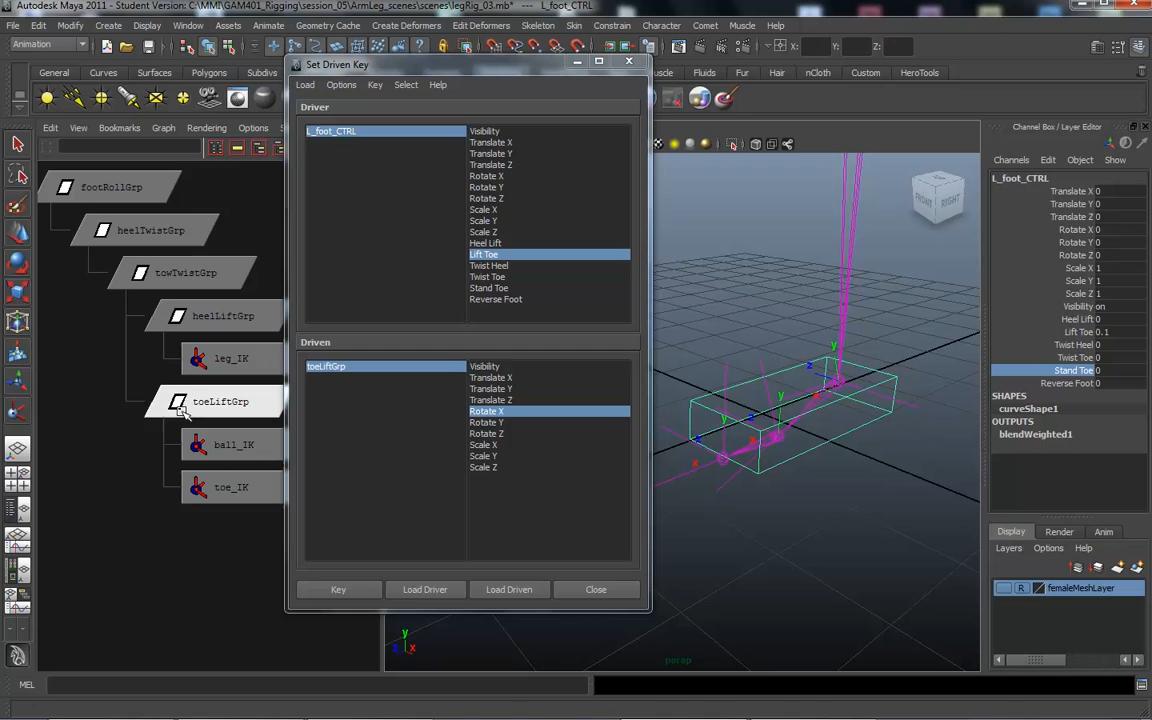 Autodesk Maya 2011 - Student Version: C:\MMI\GAM401_Rigging\session_05\ArmLeg_scenes\scenes\legRig_03.mb* --- L_foot_CTRL
File Edit Modify Create Display Window Assets Animate Geometry Cache Create Deformers Edit Deformers Skeleton Skin Constrain Character Muscle Help
Animation
X: Y: Z:
General Curves Surfaces Polygons Subdivs
Muscle Fluids Fur Hair nCloth Custom HeroTools
Set Driven Key
Load Options Key Select Help
Driver
L_foot_CTRL
Visibility
Translate X
Translate Y
Translate Z
Rotate X
Rotate Y
Rotate Z
Scale X
Scale Y
Scale Z
Heel Lift
Lift Toe
Twist Heel
Twist Toe
Stand Toe
Reverse Foot
Driven
toeLiftGrp
Visibility
Translate X
Translate Y
Translate Z
Rotate X
Rotate Y
Rotate Z
Scale X
Scale Y
Scale Z
Key Load Driver Load Driven Close
Edit View Bookmarks Graph Rendering Options
footRollGrp
heelTwistGrp
towTwistGrp
heelLiftGrp
leg_IK
toeLiftGrp
ball_IK
toe_IK
FRONT RIGHT
y
z
y
x
z
x
z
x
y
z x
persp
Channel Box / Layer Editor
Channels Edit Object Show
L_foot_CTRL
Translate X 0
Translate Y 0
Translate Z 0
Rotate X 0
Rotate Y 0
Rotate Z 0
Scale X 1
Scale Y 1
Scale Z 1
Visibility on
Heel Lift 0
Lift Toe 0.1
Twist Heel 0
Twist Toe 0
Stand Toe 0
Reverse Foot 0
SHAPES
curveShape1
OUTPUTS
blendWeighted1
Display Render Anim
Layers Options Help
R femaleMeshLayer
MEL